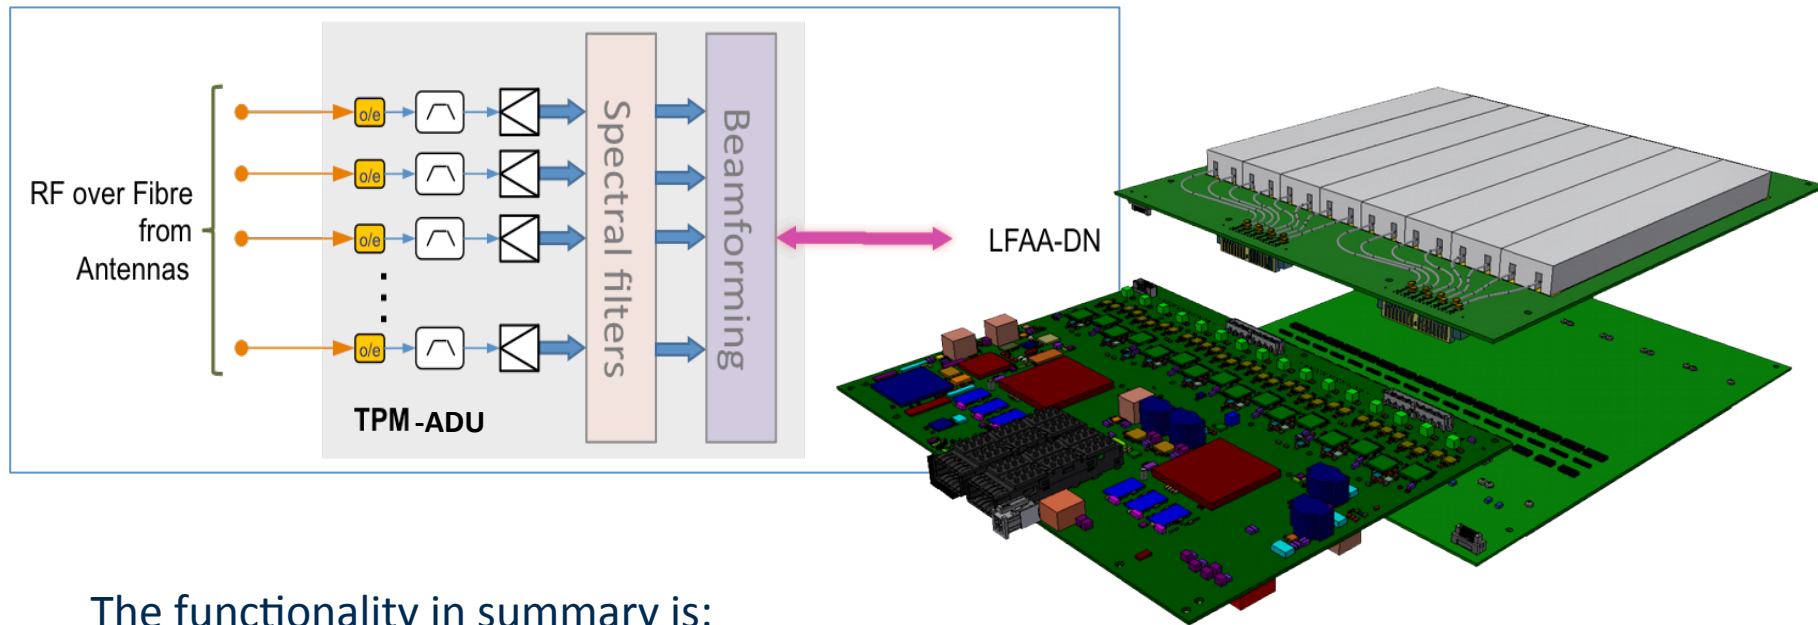 RF over Fibre
from
Antennas
o/e
o/e
o/e
o/e
Spectral filters
Beamforming
LFAA-DN
TPM-ADU
The functionality in summary is: